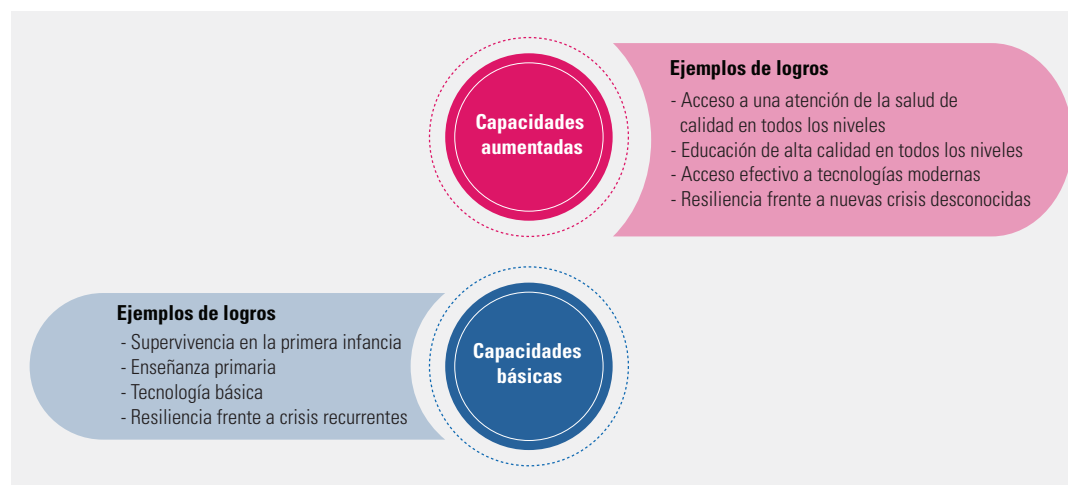 Capacidades
aumentadas
Ejemplos de logros
- Acceso a una atención de la salud de
calidad en todos los niveles
- Educación de alta calidad en todos los niveles
- Acceso efectivo a tecnologías modernas
- Resiliencia frente a nuevas crisis desconocidas
Ejemplos de logros
- Supervivencia en la primera infancia
- Enseñanza primaria
- Tecnología básica
- Resiliencia frente a crisis recurrentes
Capacidades
básicas